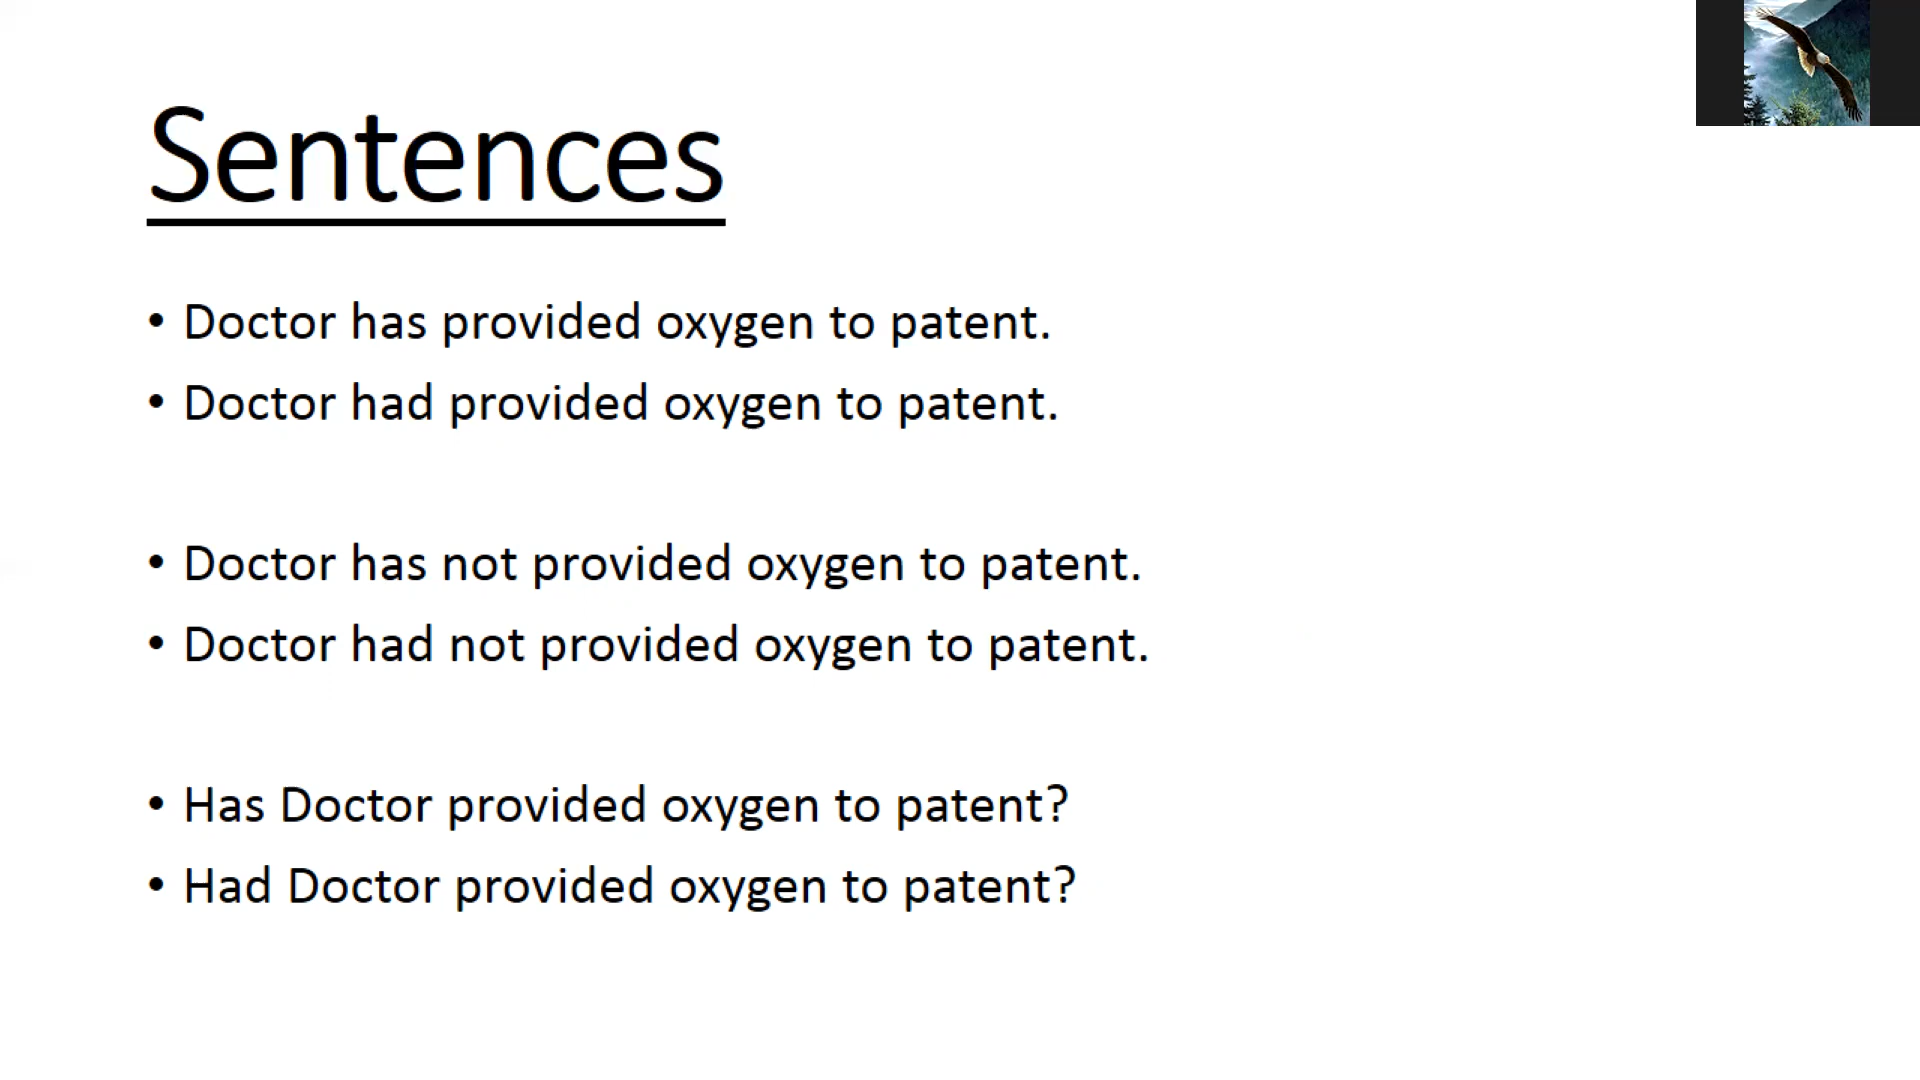 Sentences
• Doctor has provided oxygen to patent.
• Doctor had provided oxygen to patent.
• Doctor has not provided oxygen to patent.
• Doctor had not provided oxygen to patent.
• Has Doctor provided oxygen to patent?
• Had Doctor provided oxygen to patent?